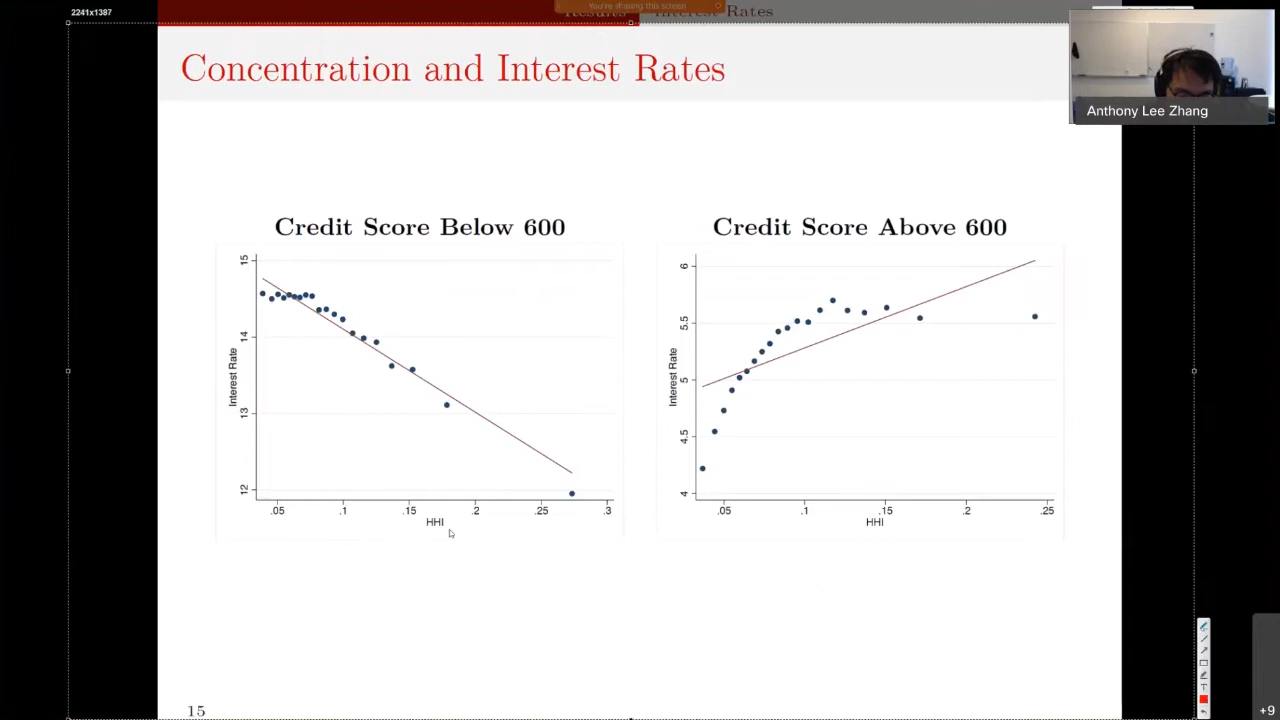 2241x1387
You're sharing this screen
Results
Interest Rates
Concentration and Interest Rates
Anthony Lee Zhang
Credit Score Below 600
15
14
13
12
Interest Rate
.05
.1
.15
.2
.25
.3
HHI
Credit Score Above 600
6
5.5
5
4.5
4
Interest Rate
.05
.1
.15
.2
.25
HHI
15
T
+9